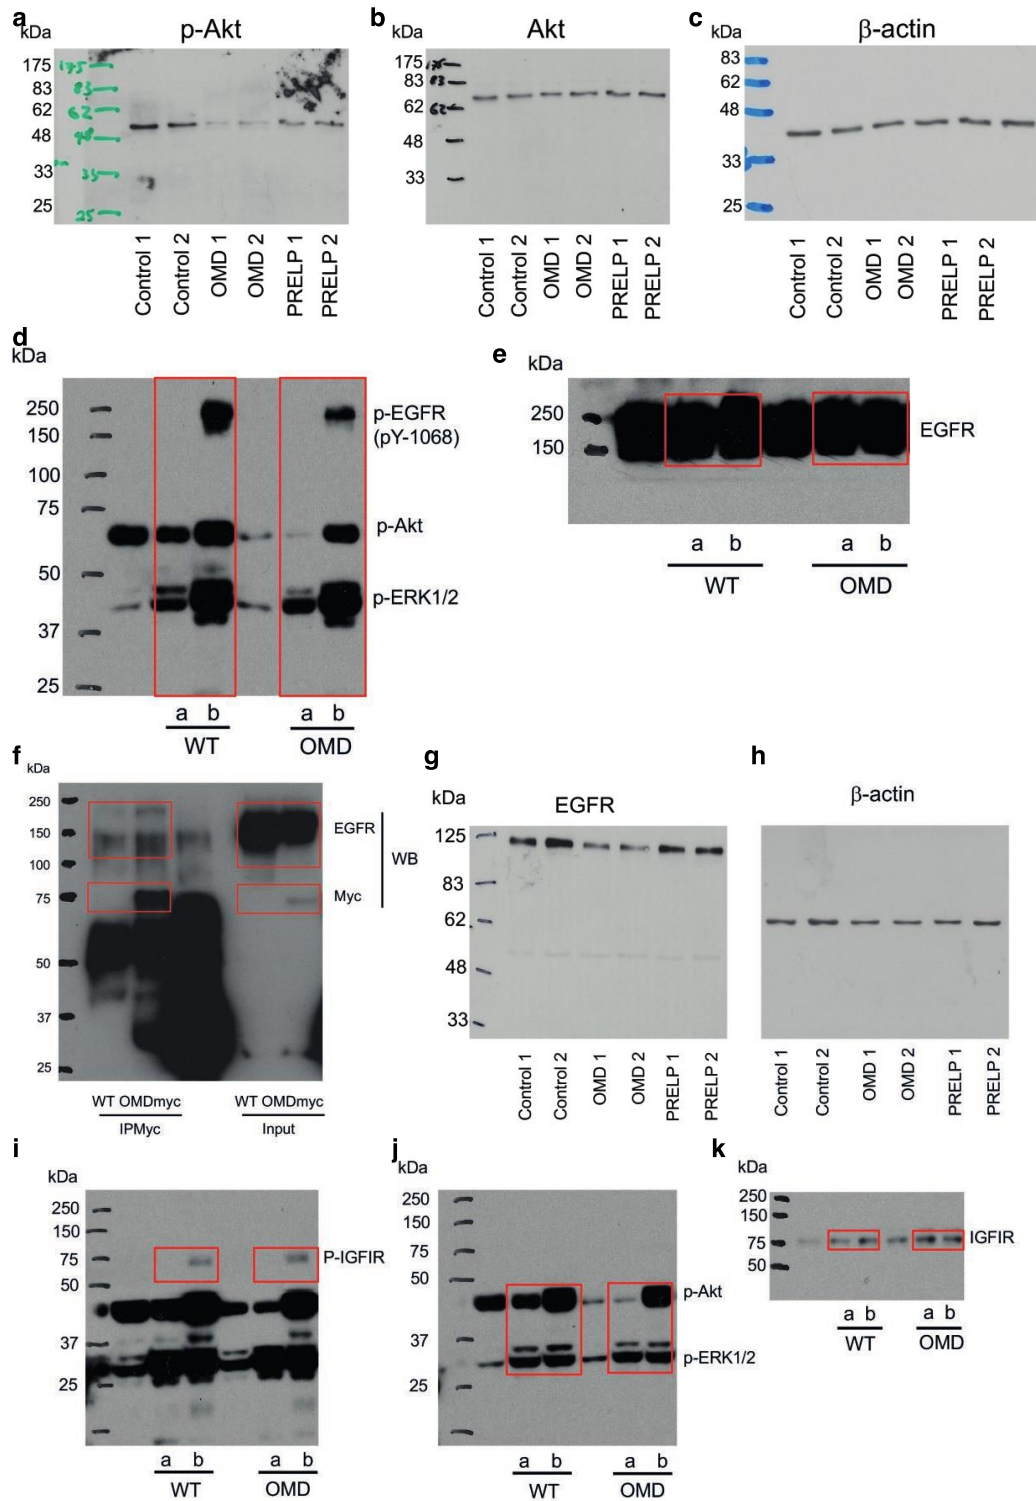 a
kDa
p-Akt
175
83
62
48
33
25
175
83
62
48
33
25
Control 1
Control 2
OMD 1
OMD 2
PRELP 1
PRELP 2
b
kDa
Akt
175
83
62
48
33
175
83
62
Control 1
Control 2
OMD 1
OMD 2
PRELP 1
PRELP 2
c
kDa
β-actin
83
62
48
33
25
Control 1
Control 2
OMD 1
OMD 2
PRELP 1
PRELP 2
d
kDa
250
150
100
75
50
37
25
p-EGFR
(pY-1068)
p-Akt
p-ERK1/2
a b
a b
WT
OMD
e
kDa
250
150
EGFR
a b
a b
WT
OMD
f
kDa
250
150
100
75
50
37
25
EGFR
WB
Myc
WT OMDmyc
WT OMDmyc
IPMyc
Input
g
kDa
EGFR
125
83
62
48
33
Control 1
Control 2
OMD 1
OMD 2
PRELP 1
PRELP 2
h
β-actin
Control 1
Control 2
OMD 1
OMD 2
PRELP 1
PRELP 2
i
kDa
250
150
75
50
37
25
P-IGFIR
a b
a b
WT
OMD
j
kDa
250
150
75
50
37
25
p-Akt
p-ERK1/2
a b
a b
WT
OMD
k
kDa
250
150
75
50
IGFIR
a b
a b
WT
OMD